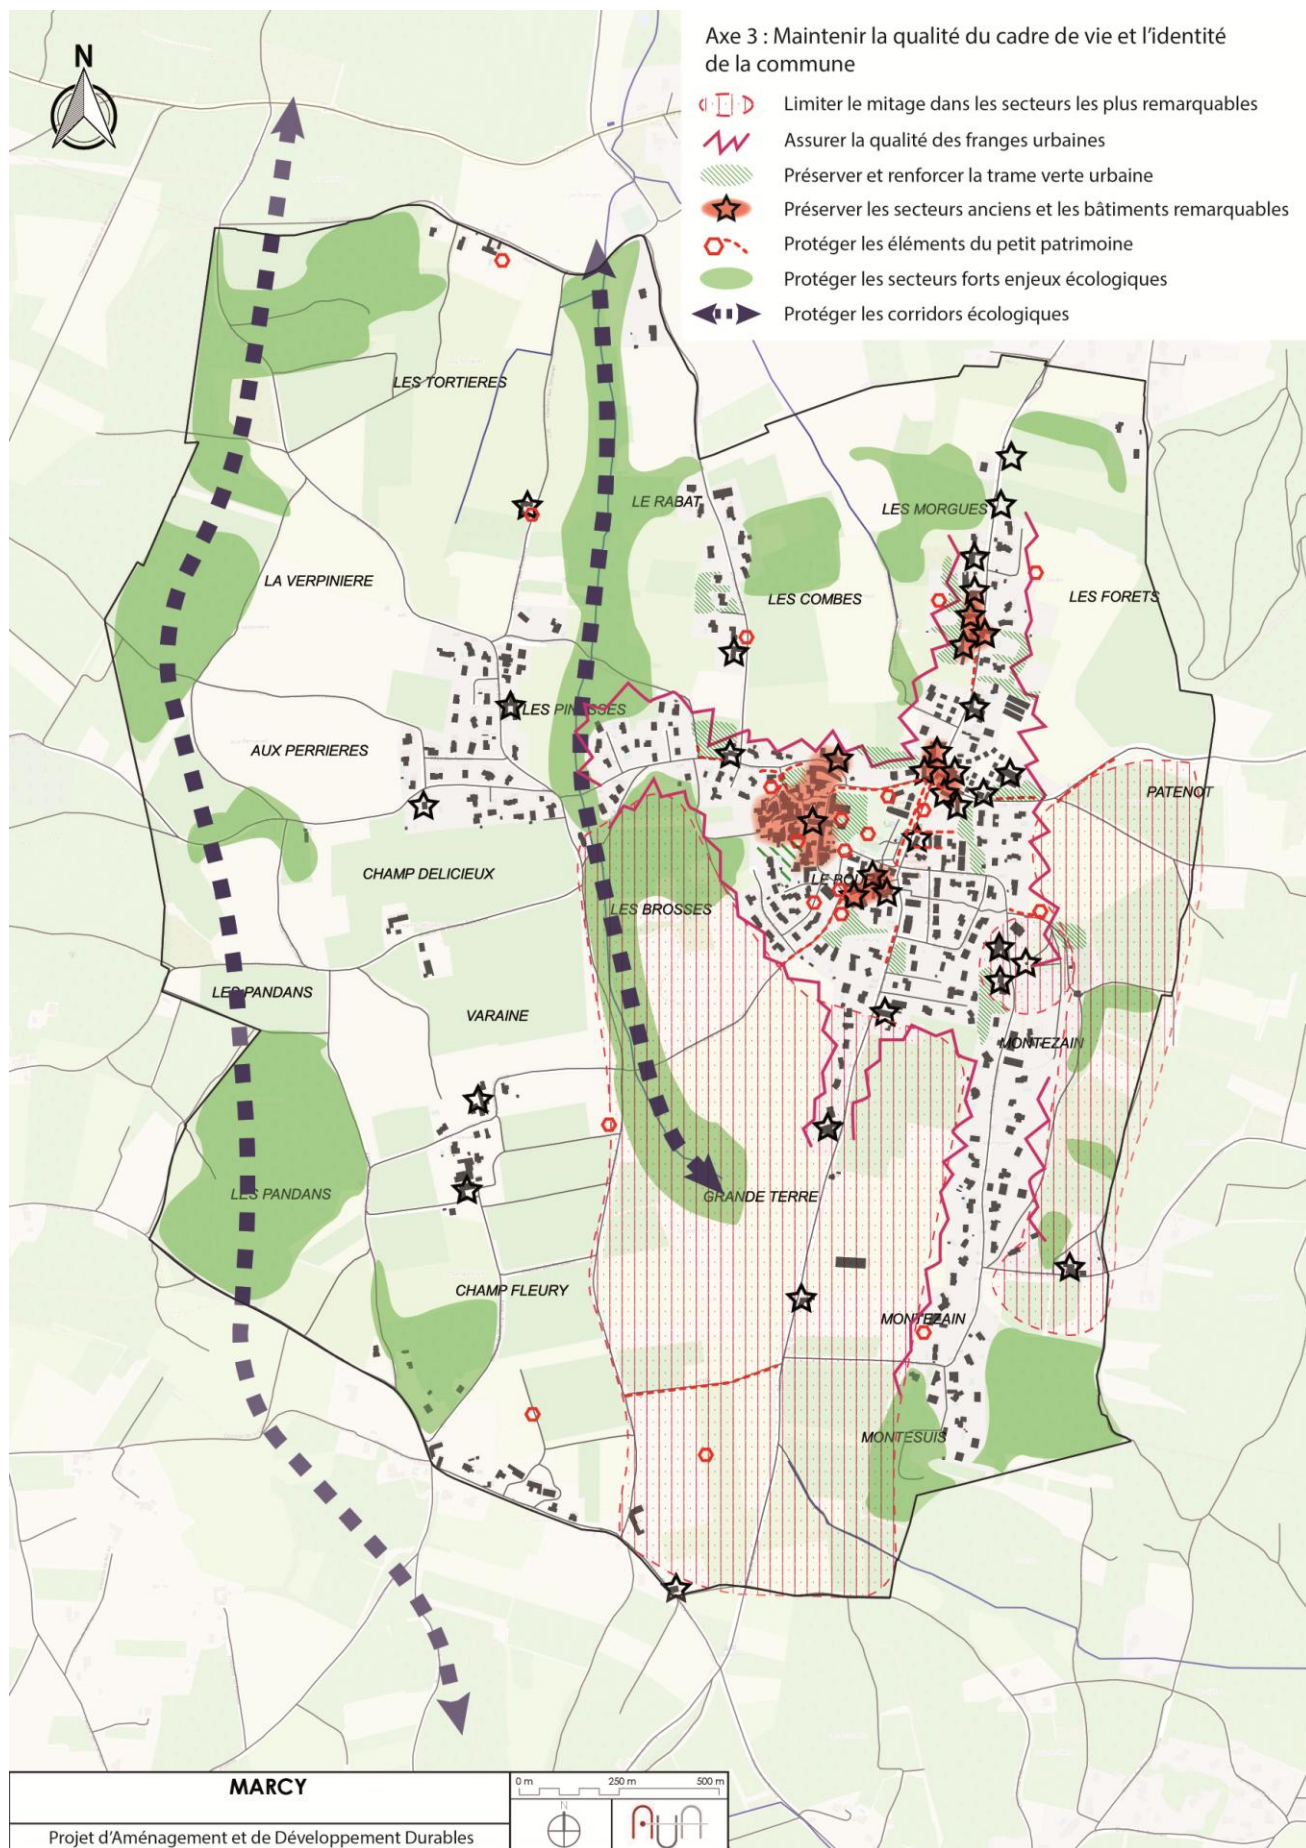 Axe 3 : Maintenir la qualité du cadre de vie et l'identité
de la commune
Limiter le mitage dans les secteurs les plus remarquables
Assurer la qualité des franges urbaines
Préserver et renforcer la trame verte urbaine
Préserver les secteurs anciens et les bâtiments remarquables
Protéger les éléments du petit patrimoine
Protéger les secteurs forts enjeux écologiques
Protéger les corridors écologiques
N
LES TORTIERES
LE RABAT
LES MORGUES
LA VERPINIERE
LES COMBES
LES FORETS
LES PINASSES
AUX PERRIERES
PATENOT
CHAMP DELICIEUX
LE BOURG
LES BROSSES
LES PANDANS
VARAINE
MONTEZAIN
LES PANDANS
GRANDE TERRE
CHAMP FLEURY
MONTEZAIN
MONTESUIS
MARCY
0 m 250 m 500 m
N
AUA
Projet d'Aménagement et de Développement Durables